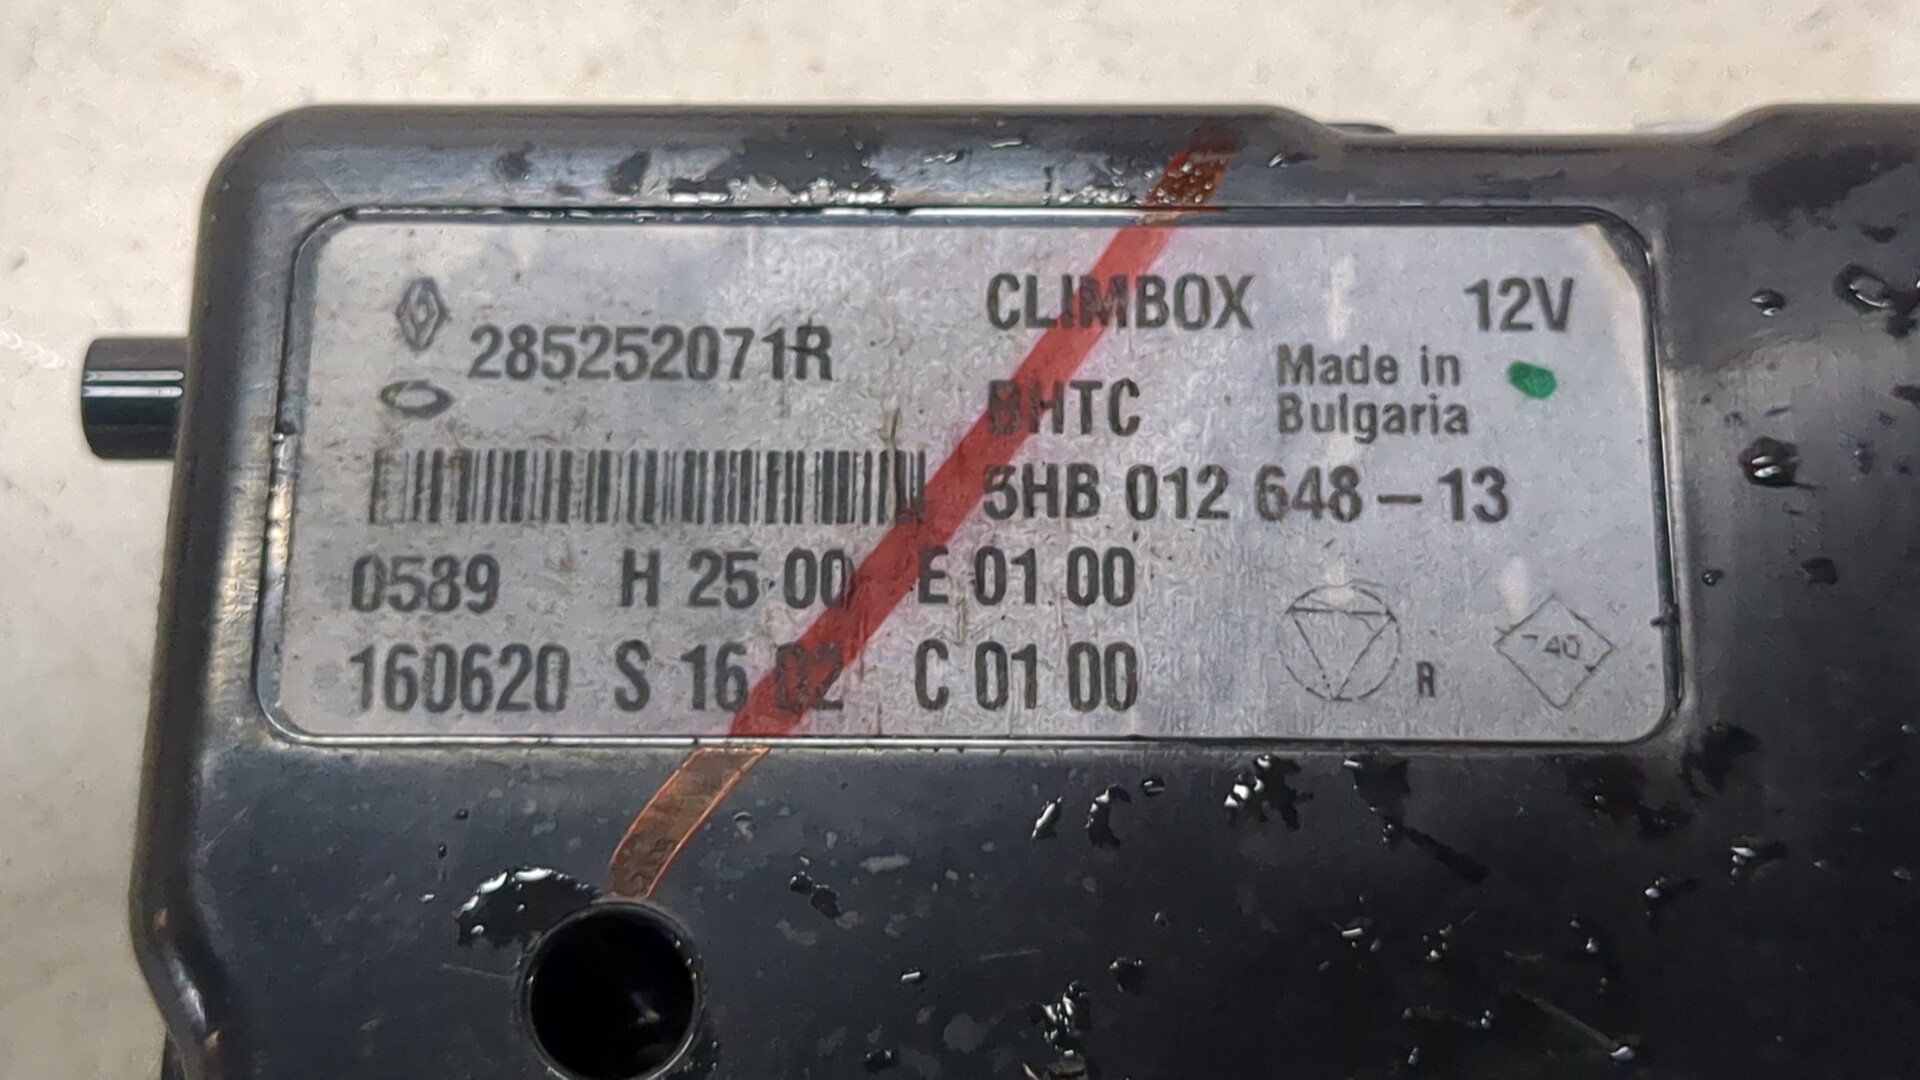 285252071R
CLIMBOX 12V
BHTC
Made in
Bulgaria
5HB 012 648-13
0589 H 25 00 E 01 00
160620 S 16 02 C 01 00
R
740